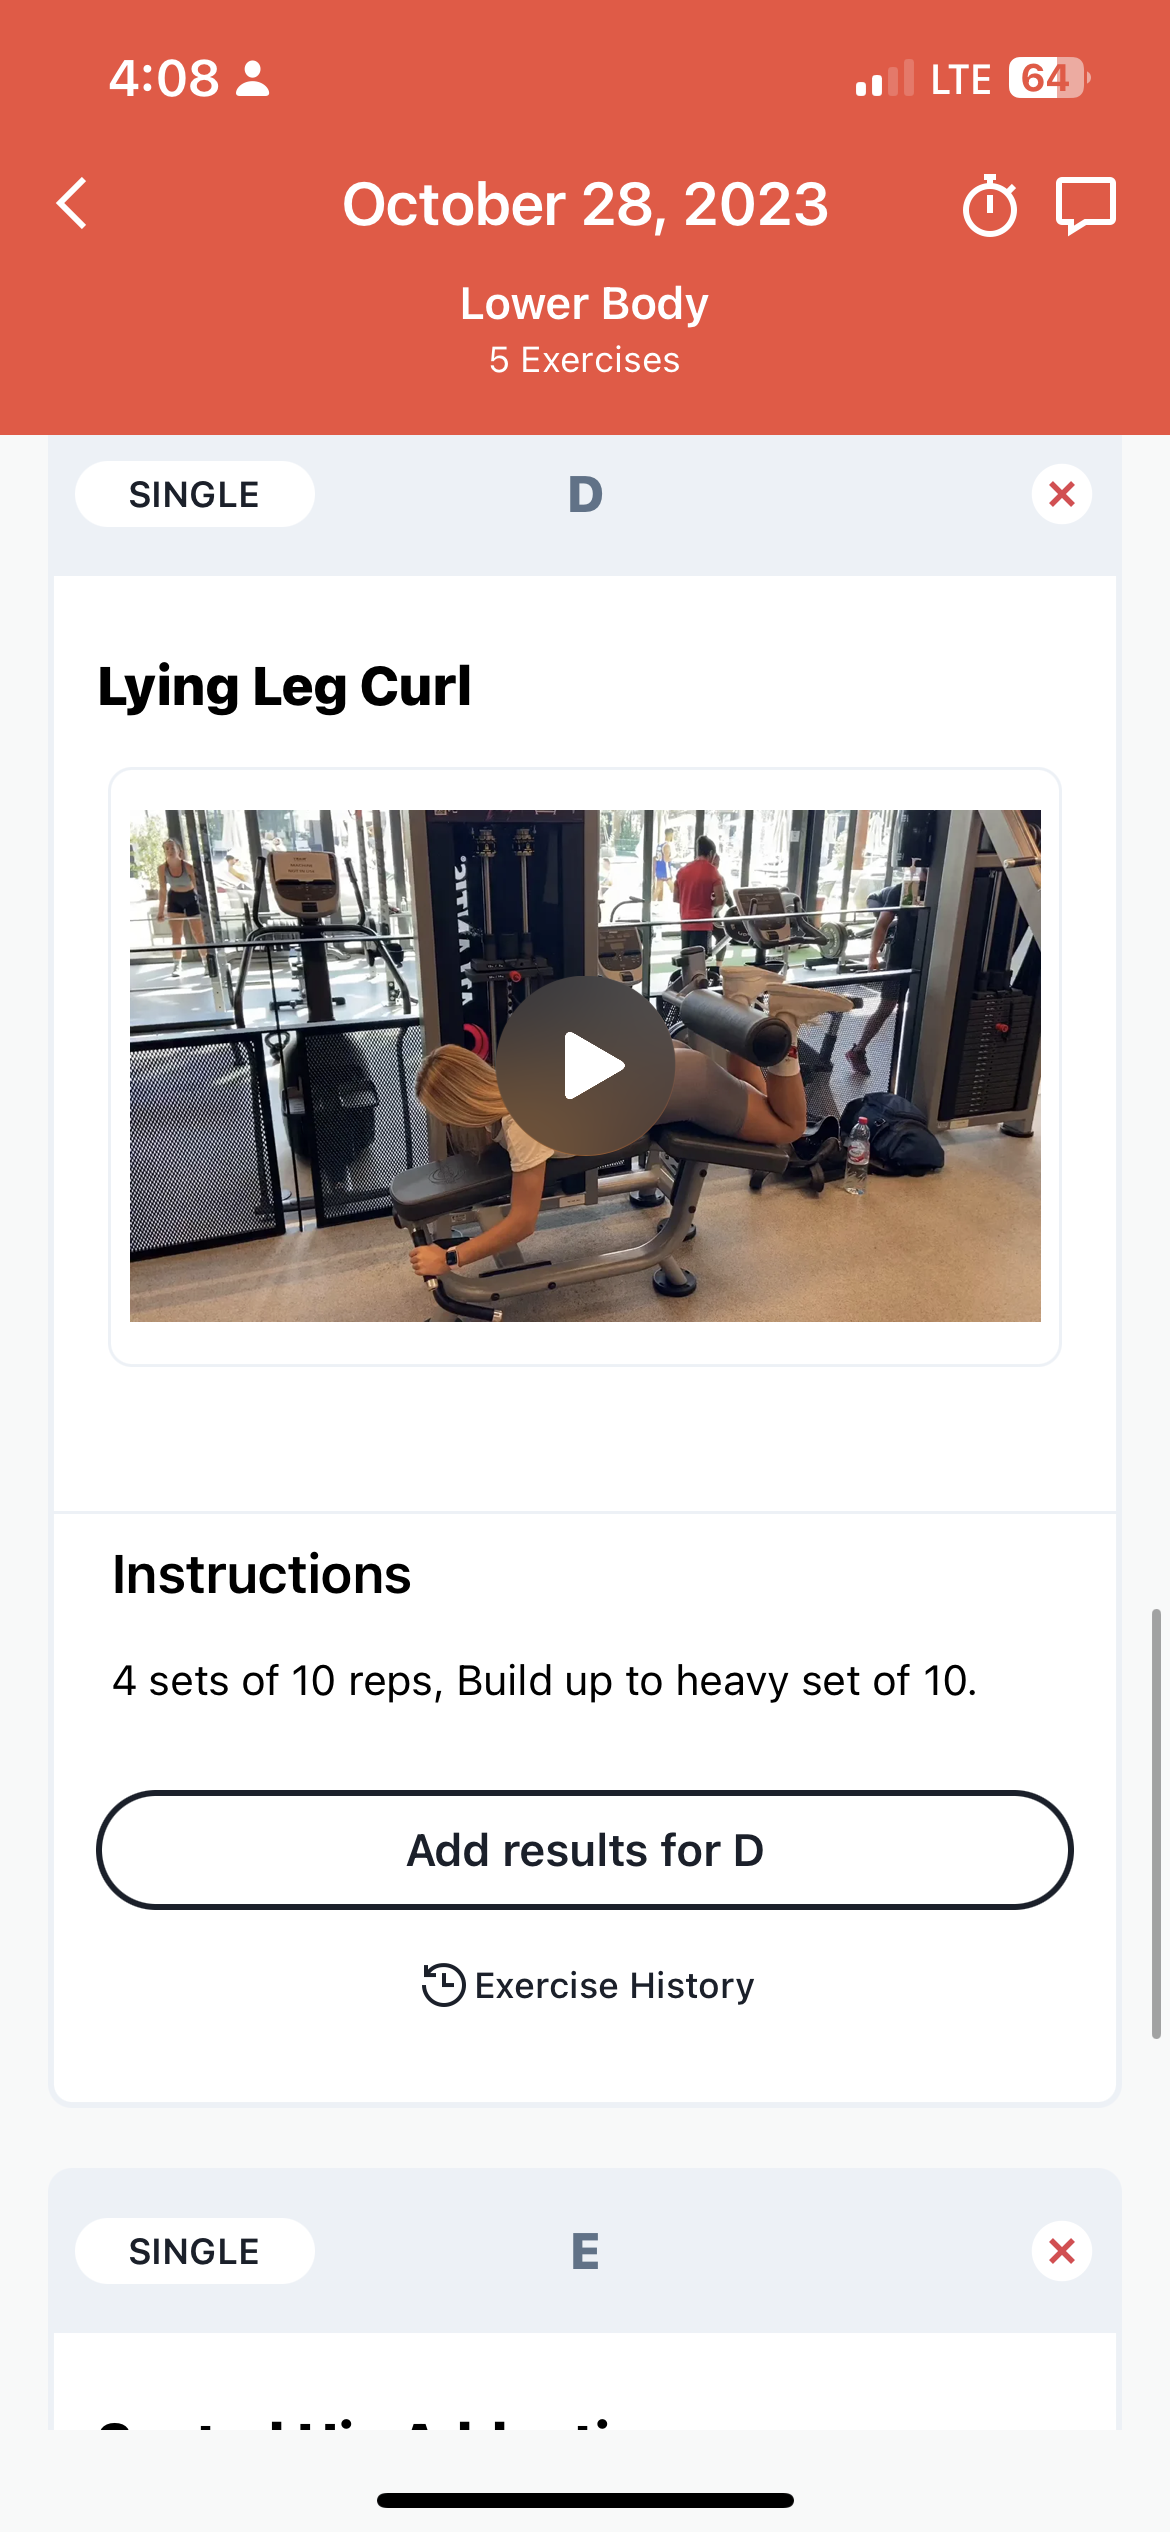 4:08
LTE 64
October 28, 2023
Lower Body
5 Exercises
SINGLE
D
Lying Leg Curl
Instructions
4 sets of 10 reps, Build up to heavy set of 10.
Add results for D
Exercise History
SINGLE
E